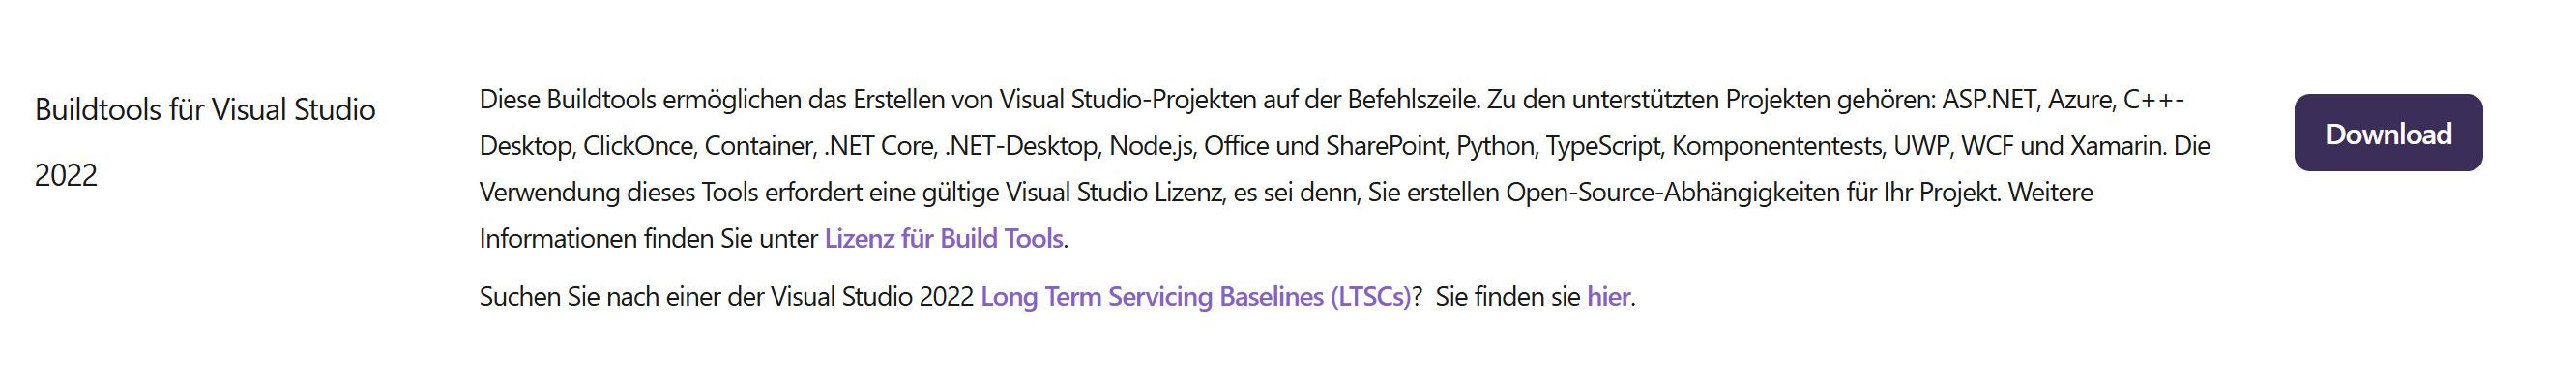 Buildtools für Visual Studio
2022
Diese Buildtools ermöglichen das Erstellen von Visual Studio-Projekten auf der Befehlszeile. Zu den unterstützten Projekten gehören: ASP.NET, Azure, C++-
Desktop, ClickOnce, Container, .NET Core, .NET-Desktop, Node.js, Office und SharePoint, Python, TypeScript, Komponententests, UWP, WCF und Xamarin. Die
Verwendung dieses Tools erfordert eine gültige Visual Studio Lizenz, es sei denn, Sie erstellen Open-Source-Abhängigkeiten für Ihr Projekt. Weitere
Informationen finden Sie unter Lizenz für Build Tools.
Suchen Sie nach einer der Visual Studio 2022 Long Term Servicing Baselines (LTSCs)? Sie finden sie hier.
Download